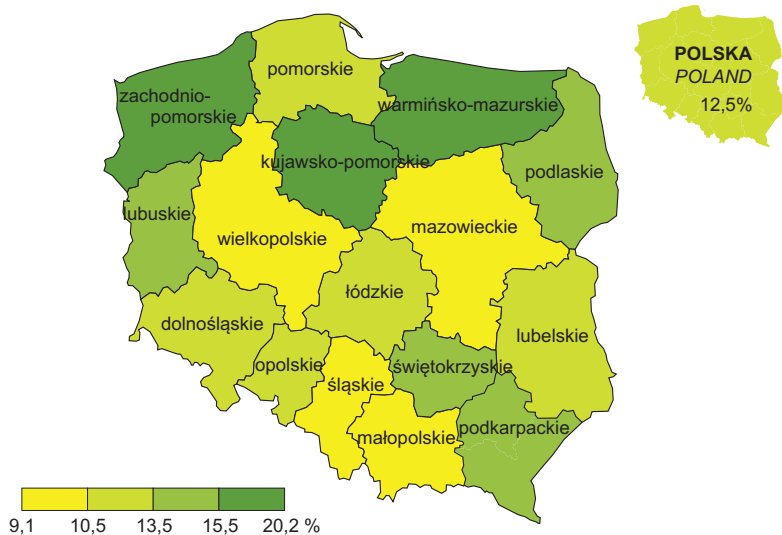 POLSKA
POLAND
12,5%
pomorskie
zachodnio-
pomorskie
warmińsko-mazurskie
kujawsko-pomorskie
podlaskie
lubuskie
wielkopolskie
mazowieckie
łódzkie
dolnośląskie
lubelskie
opolskie
świętokrzyskie
śląskie
podkarpackie
małopolskie
9,1 10,5 13,5 15,5 20,2 %